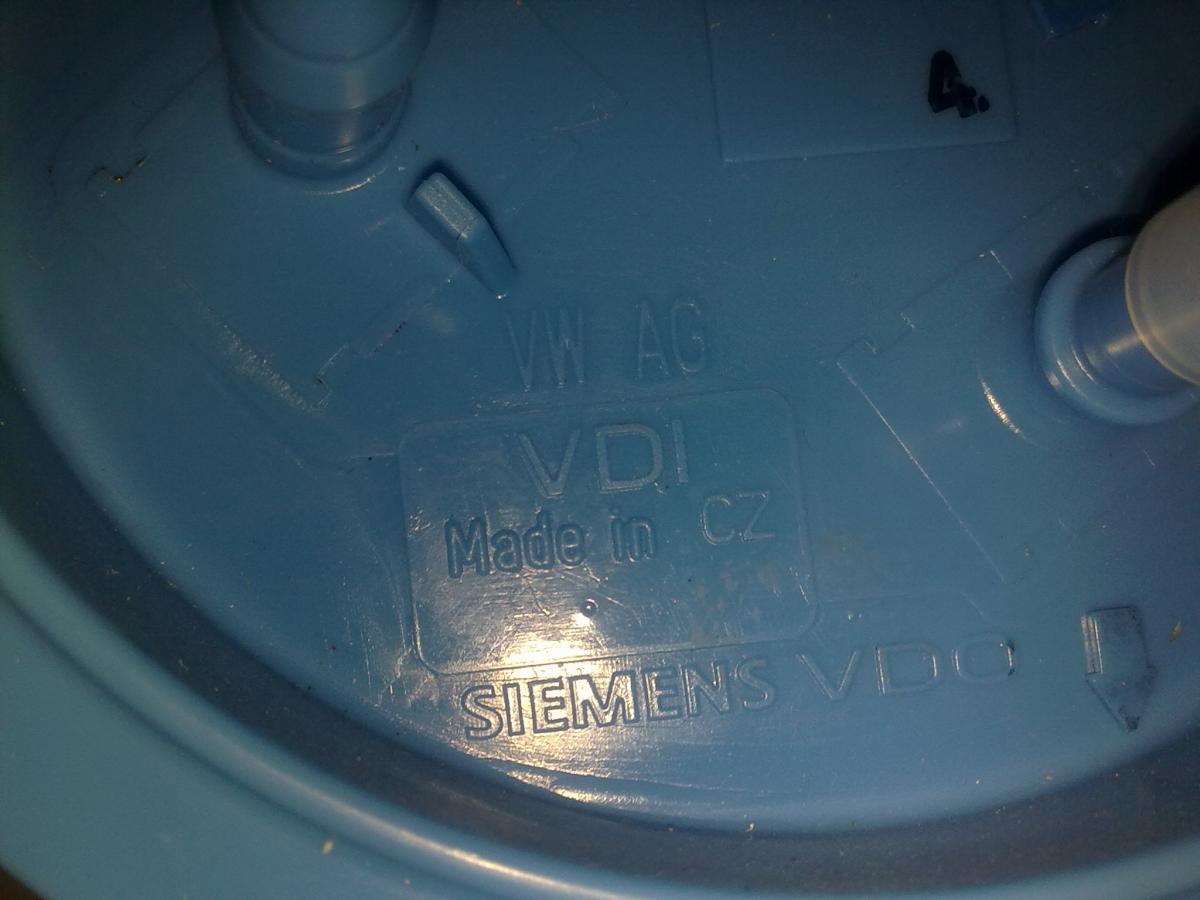 4.
VW AG
VDI
Made in CZ
SIEMENS VDO